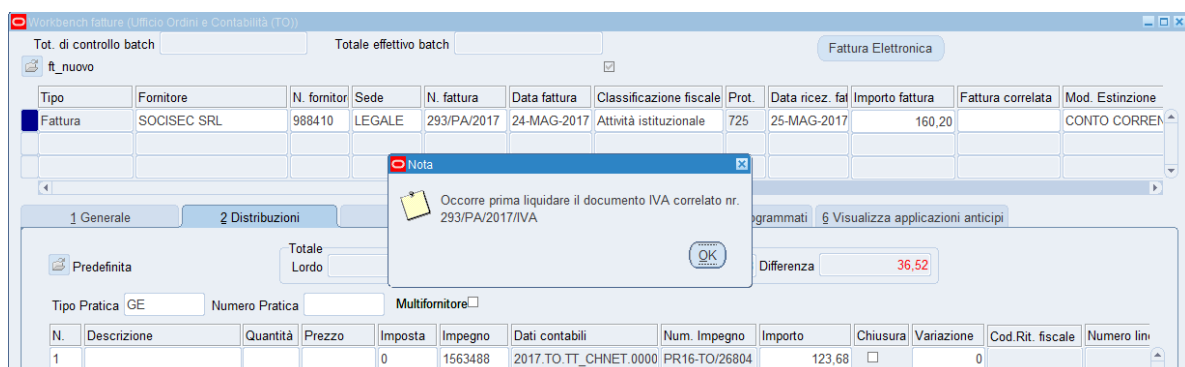 Workbench fatture (Ufficio Ordini e Contabilità (TO))
Tot. di controllo batch Totale effettivo batch Fattura Elettronica
ft_nuovo
Tipo Fornitore N. fornitor Sede N. fattura Data fattura Classificazione fiscale Prot. Data ricez. fat Importo fattura Fattura correlata Mod. Estinzione
Fattura SOCISEC SRL 988410 LEGALE 293/PA/2017 24-MAG-2017 Attività istituzionale 725 25-MAG-2017 160,20 CONTO CORREN
Nota
Occorre prima liquidare il documento IVA correlato nr.
293/PA/2017/IVA
OK
1 Generale 2 Distribuzioni ogrammati 6 Visualizza applicazioni anticipi
Totale
Predefinita Lordo Differenza 36,52
Tipo Pratica GE Numero Pratica Multifornitore
N. Descrizione Quantità Prezzo Imposta Impegno Dati contabili Num. Impegno Importo Chiusura Variazione Cod.Rit. fiscale Numero line
1 0 1563488 2017.TO.TT_CHNET.0000 PR16-TO/26804 123,68 0